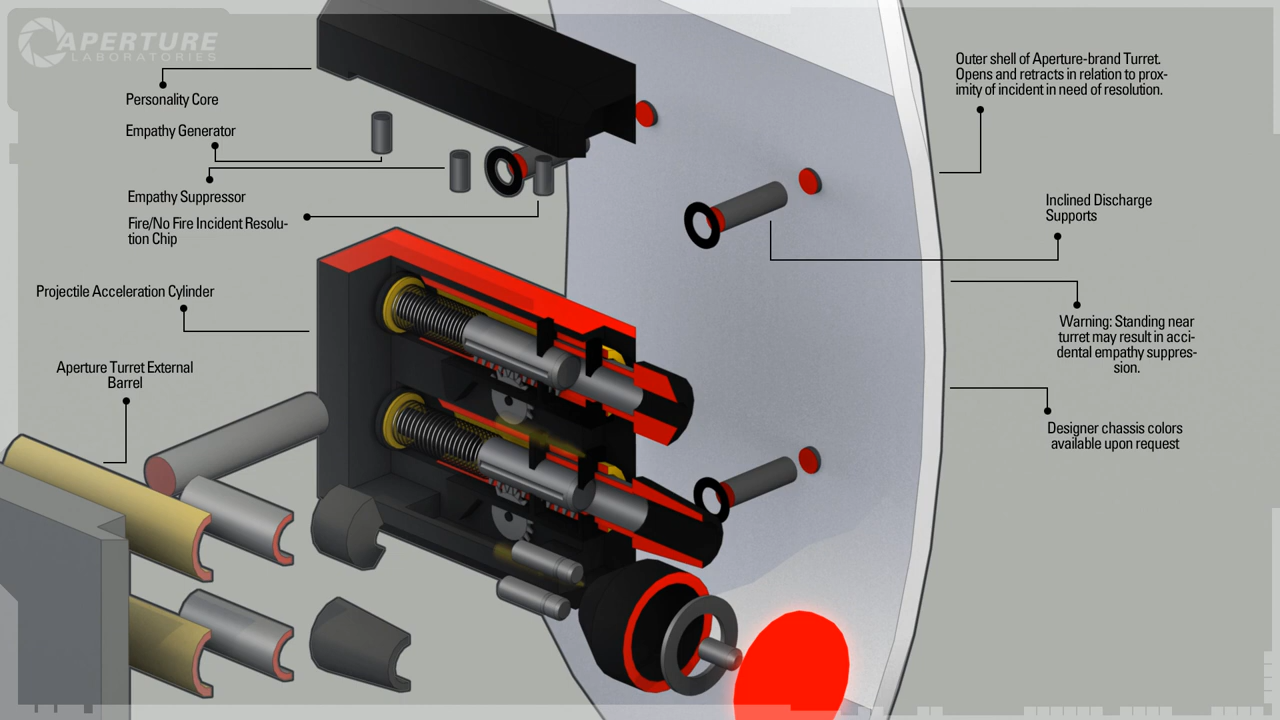 APERTURE
LABORATORIES
Personality Core
Empathy Generator
Empathy Suppressor
Fire/No Fire Incident Resolu-
tion Chip
Projectile Acceleration Cylinder
Aperture Turret External
Barrel
Outer shell of Aperture-brand Turret.
Opens and retracts in relation to prox-
imity of incident in need of resolution.
Inclined Discharge
Supports
Warning: Standing near
turret may result in acci-
dental empathy suppres-
sion.
Designer chassis colors
available upon request